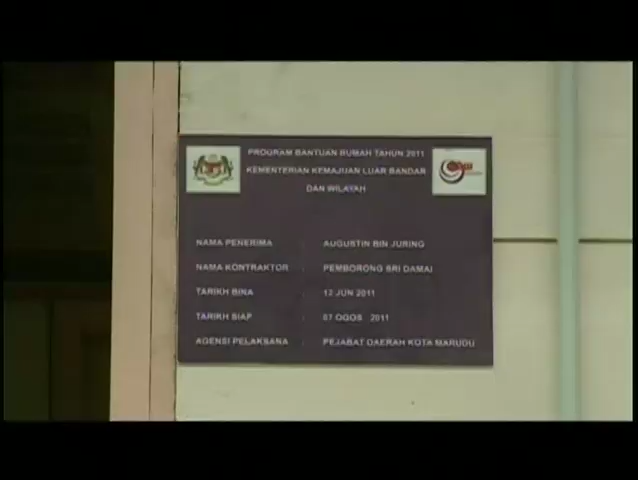 PROGRAM BANTUAN RUMAH TAHUN 2011
KEMENTERIAN KEMAJUAN LUAR BANDAR
DAN WILAYAH
NAMA PENERIMA : AUGUSTIN BIN JURING
NAMA KONTRAKTOR : PEMBORONG SRI DAMAI
TARIKH BINA : 12 JUN 2011
TARIKH SIAP : 07 OGOS 2011
AGENSI PELAKSANA : PEJABAT DAERAH KOTA MARUDU